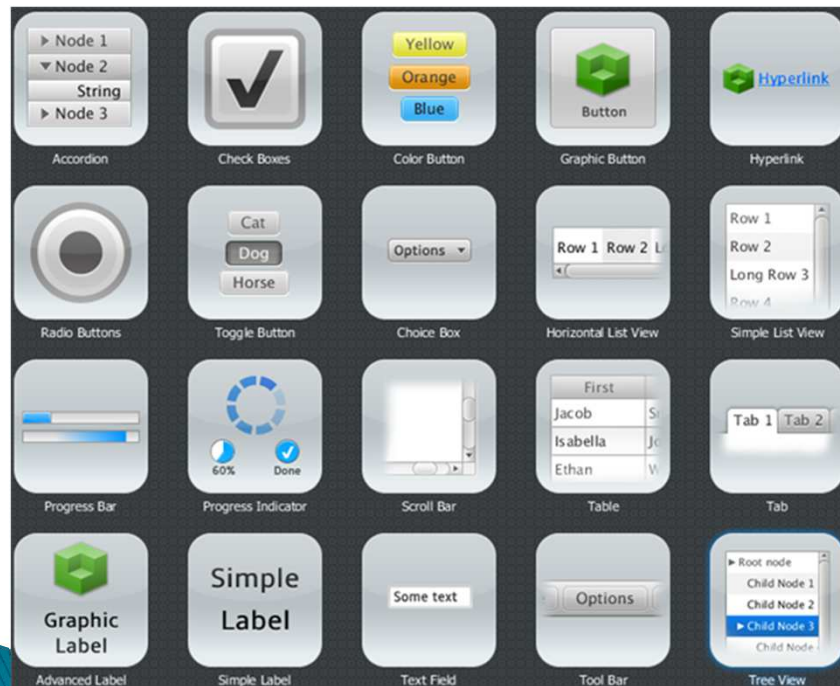 Node 1
Node 2
String
Node 3
Accordion
Check Boxes
Yellow
Orange
Blue
Color Button
Button
Graphic Button
Hyperlink
Hyperlink
Radio Buttons
Cat
Dog
Horse
Toggle Button
Options
Choice Box
Row 1 Row 2 L
Horizontal List View
Row 1
Row 2
Long Row 3
Row 4
Simple List View
Progress Bar
60% Done
Progress Indicator
Scroll Bar
First
Jacob
Isabella
Ethan
Table
Tab 1 Tab 2
Tab
Graphic
Label
Advanced Label
Simple
Label
Simple Label
Some text
Text Field
Options
Tool Bar
Root node
Child Node 1
Child Node 2
Child Node 3
Child Node
Tree View